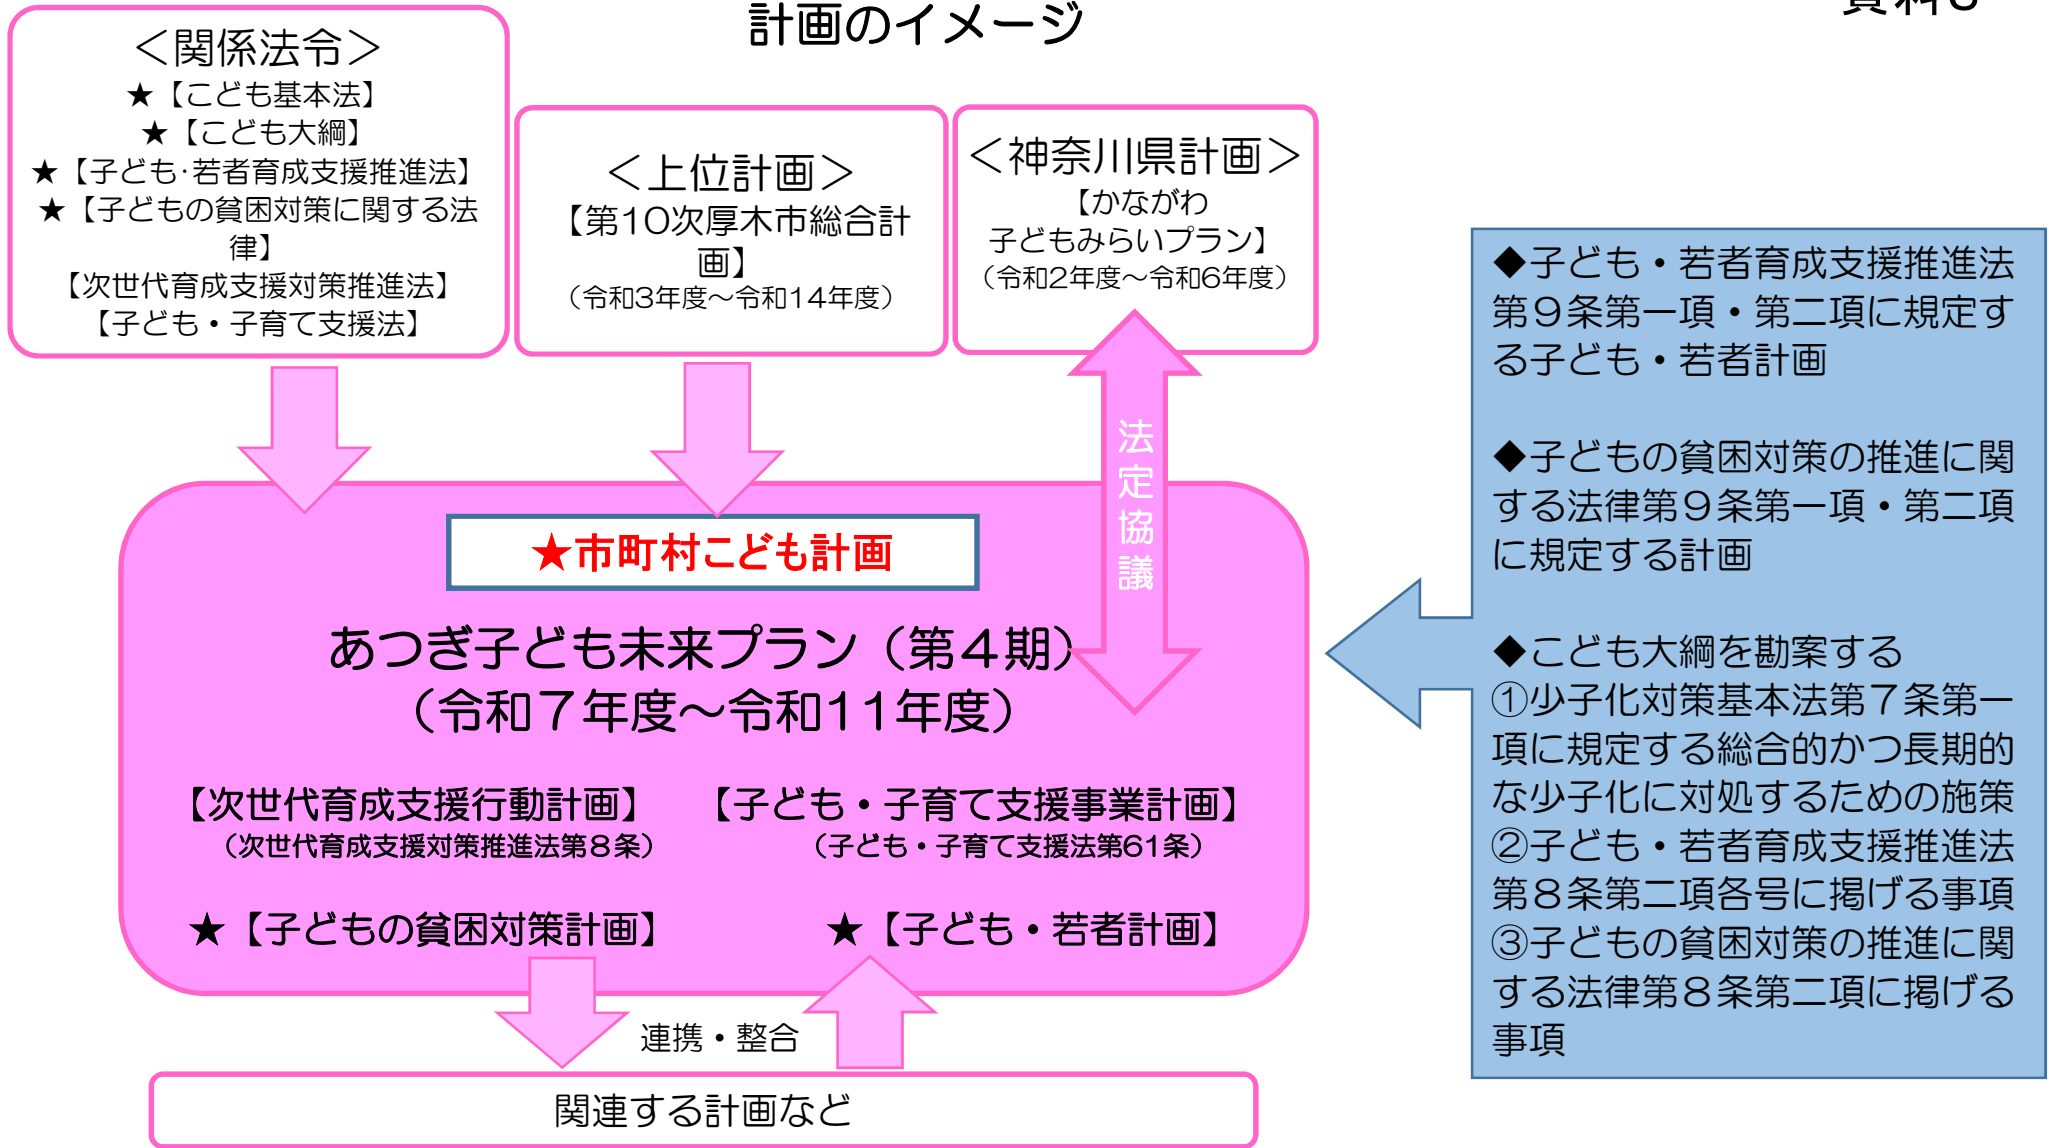 計画のイメージ
＜関係法令＞
★【こども基本法】
★【こども大綱】
★【子ども・若者育成支援推進法】
★【子どもの貧困対策に関する法
律】
【次世代育成支援対策推進法】
【子ども・子育て支援法】
＜上位計画＞
【第10次厚木市総合計
画】
（令和3年度～令和14年度）
＜神奈川県計画＞
【かながわ
子どもみらいプラン】
（令和2年度～令和6年度）
法定協議
★市町村こども計画
あつぎ子ども未来プラン（第４期）
（令和７年度～令和11年度）
【次世代育成支援行動計画】
（次世代育成支援対策推進法第８条）
【子ども・子育て支援事業計画】
（子ども・子育て支援法第61条）
★【子どもの貧困対策計画】
★【子ども・若者計画】
連携・整合
関連する計画など
◆子ども・若者育成支援推進法
第９条第一項・第二項に規定す
る子ども・若者計画
◆子どもの貧困対策の推進に関
する法律第９条第一項・第二項
に規定する計画
◆こども大綱を勘案する
①少子化対策基本法第７条第一
項に規定する総合的かつ長期的
な少子化に対処するための施策
②子ども・若者育成支援推進法
第８条第二項各号に掲げる事項
③子どもの貧困対策の推進に関
する法律第８条第二項に掲げる
事項